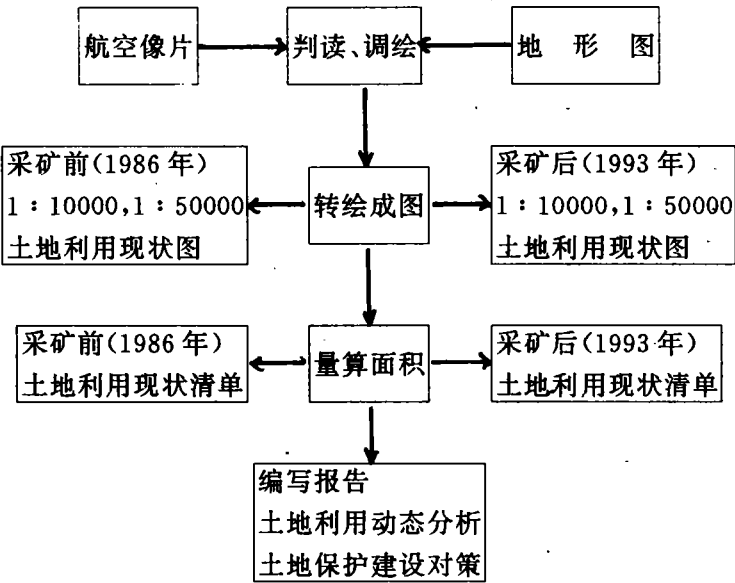 航空像片
判读、调绘
地 形 图
采矿前(1986年)
1:10000,1:50000
土地利用现状图
转绘成图
采矿后(1993年)
1:10000,1:50000
土地利用现状图
采矿前(1986年)
土地利用现状清单
量算面积
采矿后(1993年)
土地利用现状清单
编写报告
土地利用动态分析
土地保护建设对策